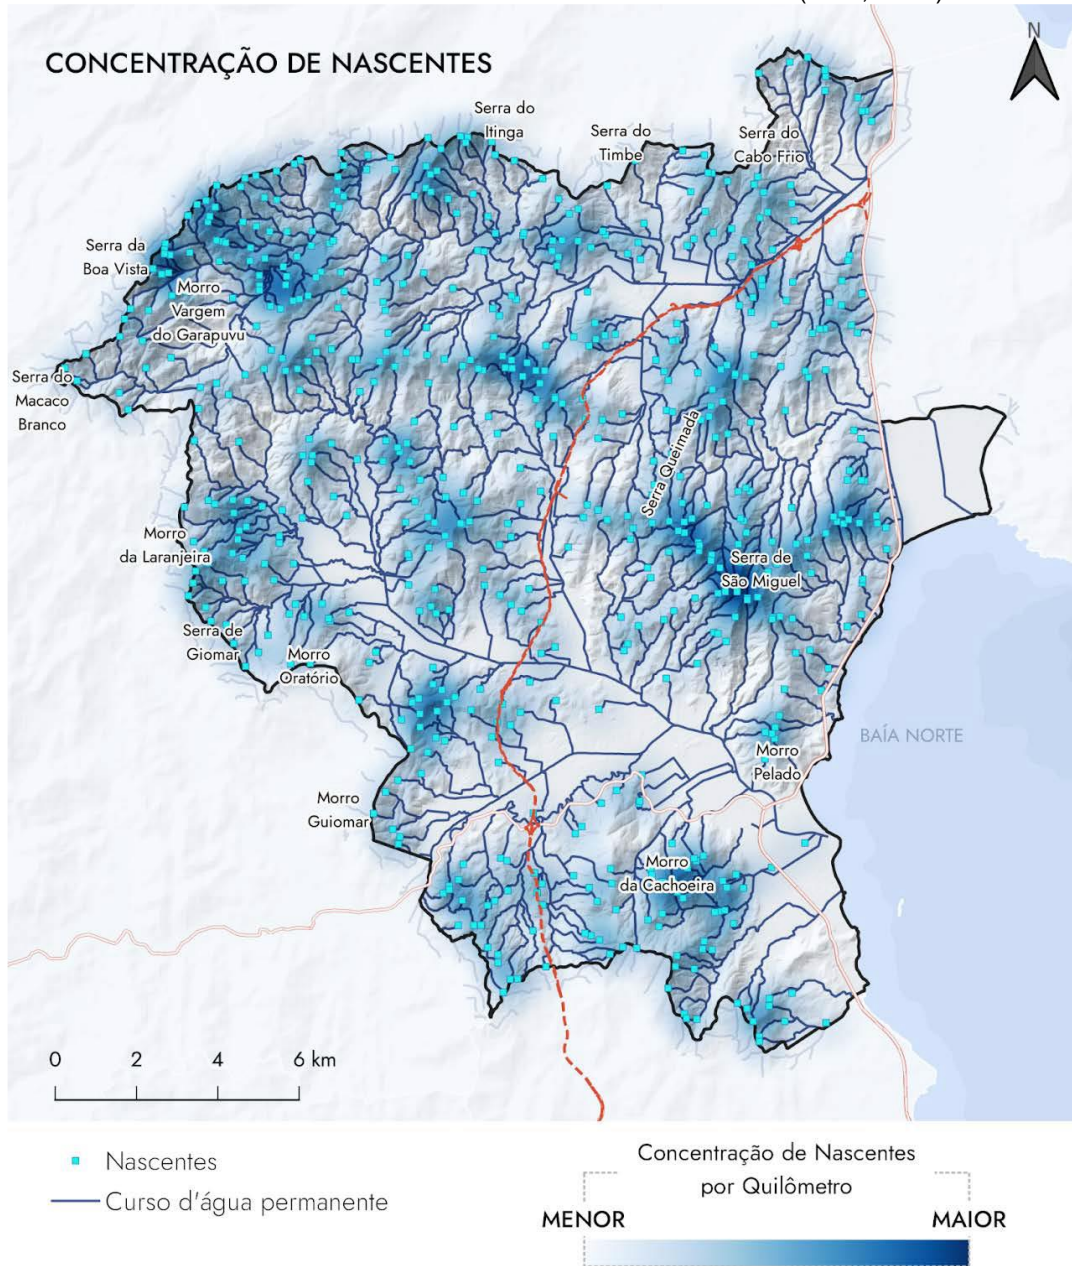 CONCENTRAÇÃO DE NASCENTES
N
Serra do
Itinga
Serra do
Timbe
Serra do
Cabo Frio
Serra da
Boa Vista
Morro
Vargem
do Garapuvu
Serra do
Macaco
Branco
Serra Queimada
Morro
da Laranjeira
Serra de
São Miguel
Serra de
Giomar
Morro
Oratório
BAÍA NORTE
Morro
Pelado
Morro
Guiomar
Morro
da Cachoeira
0 2 4 6 km
Nascentes
Curso d'água permanente
Concentração de Nascentes
por Quilômetro
MENOR MAIOR